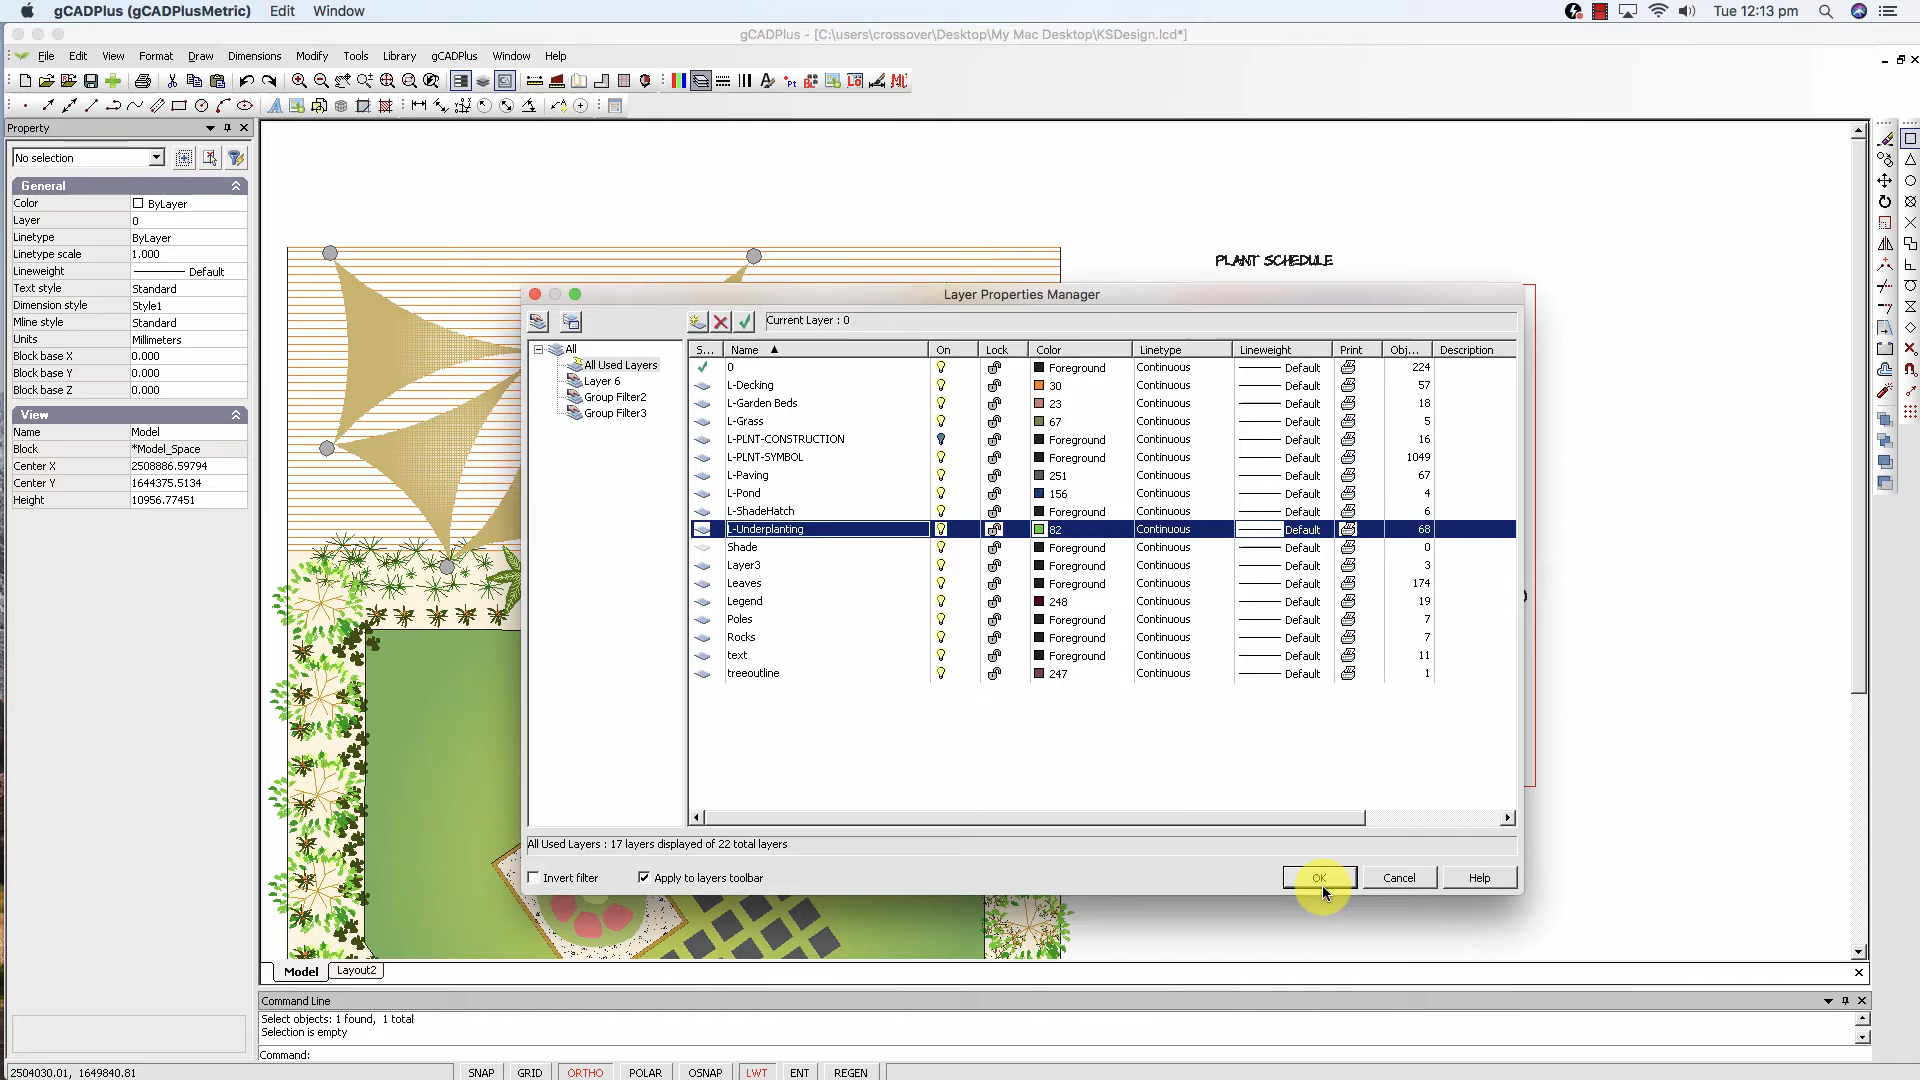 gCADPlus (gCADPlusMetric) Edit Window Tue 12:13 pm
gCADPlus - [C:\users\crossover\Desktop\My Mac Desktop\KSDesign.lcd*]
File Edit View Format Draw Dimensions Modify Tools Library gCADPlus Window Help
Property
No selection
General
Color ByLayer
Layer 0
Linetype ByLayer
Linetype scale 1.000
Lineweight Default
Text style Standard
Dimension style Style1
Mline style Standard
Units Millimeters
Block base X 0.000
Block base Y 0.000
Block base Z 0.000
View
Name Model
Block *Model_Space
Center X 2508886.59794
Center Y 1644375.5134
Height 10956.77451
PLANT SCHEDULE
Layer Properties Manager
Current Layer : 0
All
All Used Layers
Layer 6
Group Filter2
Group Filter3
S... Name On Lock Color Linetype Lineweight Print Obj... Description
0 Foreground Continuous Default 224
L-Decking 30 Continuous Default 57
L-Garden Beds 23 Continuous Default 18
L-Grass 67 Continuous Default 5
L-PLNT-CONSTRUCTION Foreground Continuous Default 16
L-PLNT-SYMBOL Foreground Continuous Default 1049
L-Paving 251 Continuous Default 67
L-Pond 156 Continuous Default 4
L-ShadeHatch Foreground Continuous Default 6
L-Underplanting 82 Continuous Default 68
Shade Foreground Continuous Default 0
Layer3 Foreground Continuous Default 3
Leaves Foreground Continuous Default 174
Legend 248 Continuous Default 19
Poles Foreground Continuous Default 7
Rocks Foreground Continuous Default 7
text Foreground Continuous Default 11
treeoutline 247 Continuous Default 1
All Used Layers : 17 layers displayed of 22 total layers
Invert filter Apply to layers toolbar OK Cancel Help
Model Layout2
Command Line
Select objects: 1 found, 1 total
Selection is empty
Command:
2504030.01, 1649840.81 SNAP GRID ORTHO POLAR OSNAP LWT ENT REGEN